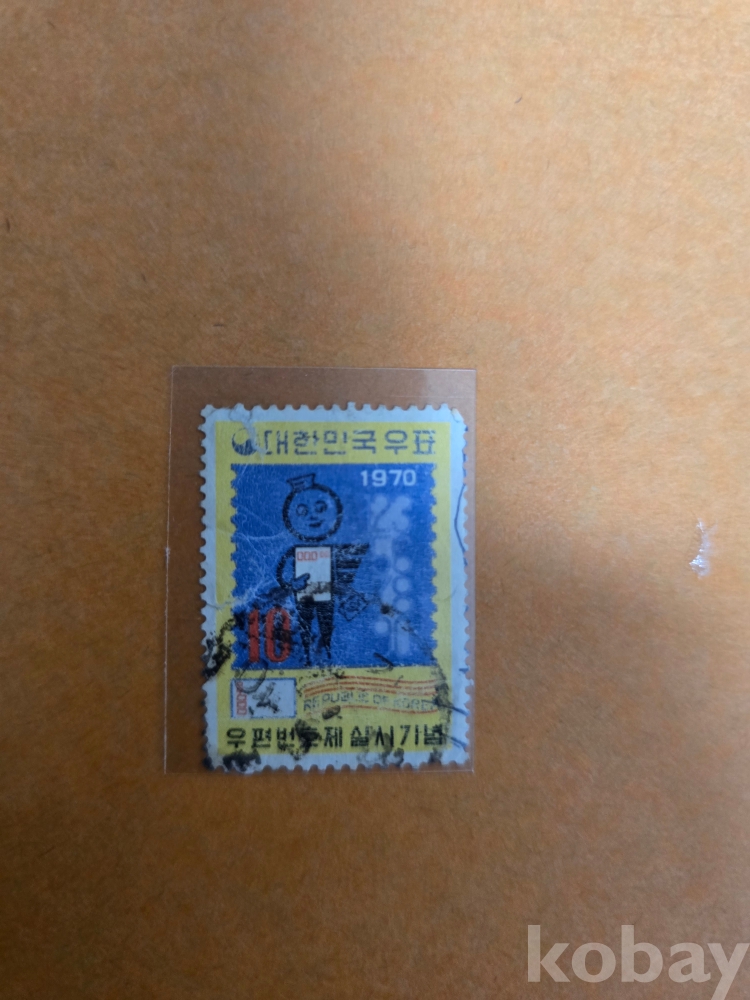 대한민국우표
1970
10
REPUBLIC OF KOREA
우편번호제 실시기념
kobay